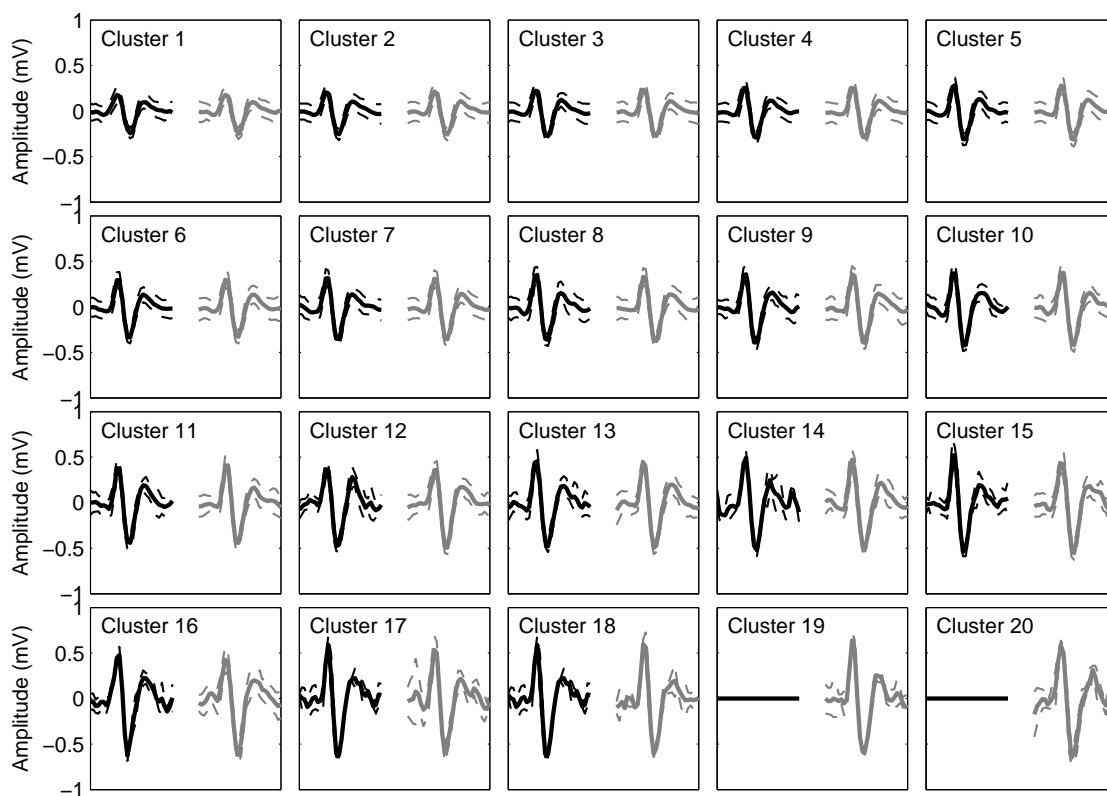 1
0.5
0
−0.5
−1
Amplitude (mV)
Cluster 1
Cluster 2
Cluster 3
Cluster 4
Cluster 5
1
0.5
0
−0.5
−1
Amplitude (mV)
Cluster 6
Cluster 7
Cluster 8
Cluster 9
Cluster 10
1
0.5
0
−0.5
−1
Amplitude (mV)
Cluster 11
Cluster 12
Cluster 13
Cluster 14
Cluster 15
1
0.5
0
−0.5
−1
Amplitude (mV)
Cluster 16
Cluster 17
Cluster 18
Cluster 19
Cluster 20